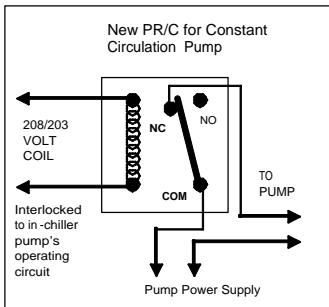 New PR/C for Constant
Circulation Pump
NC
NO
208/203
VOLT
COIL
COM
TO
PUMP
Interlocked
to in-chiller
pump's
operating
circuit
Pump Power Supply